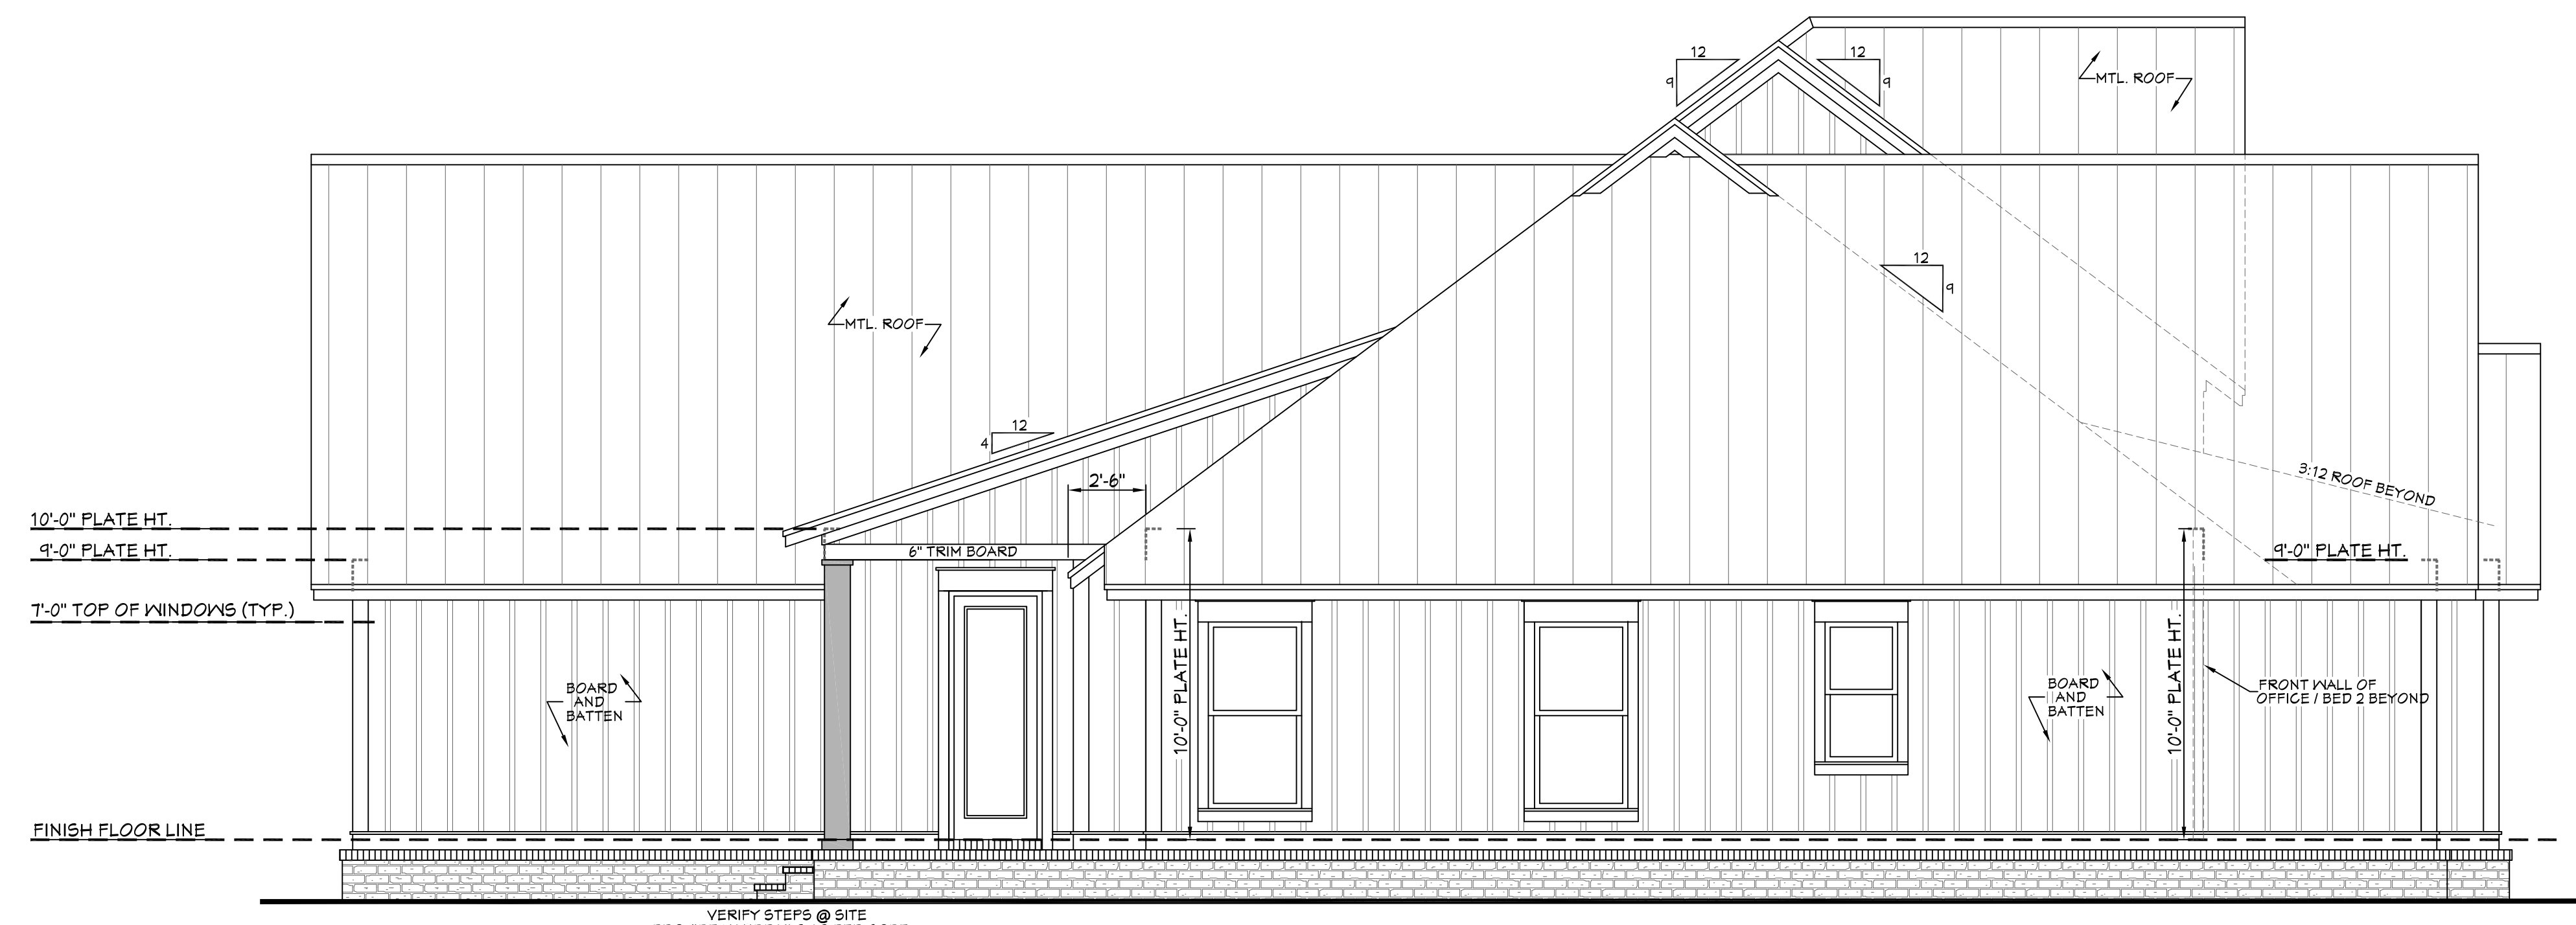 12
9
12
9
MTL. ROOF
12
9
MTL. ROOF
12
4
3:12 ROOF BEYOND
2'-6"
10'-0" PLATE HT.
9'-0" PLATE HT.
6" TRIM BOARD
9'-0" PLATE HT.
7'-0" TOP OF WINDOWS (TYP.)
10'-0" PLATE HT.
10'-0" PLATE HT.
BOARD
AND
BATTEN
BOARD
AND
BATTEN
FRONT WALL OF
OFFICE / BED 2 BEYOND
FINISH FLOOR LINE
VERIFY STEPS @ SITE